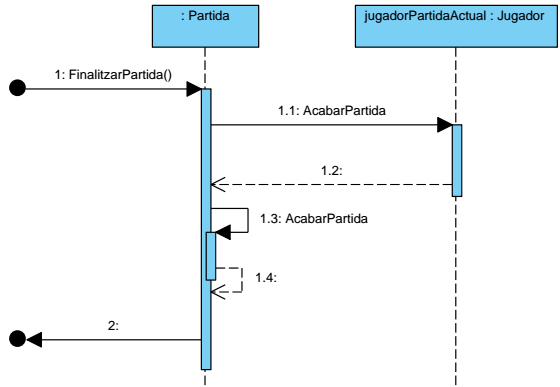 : Partida
jugadorPartidaActual : Jugador
1: FinalitzarPartida()
1.1: AcabarPartida
1.2:
1.3: AcabarPartida
1.4:
2: